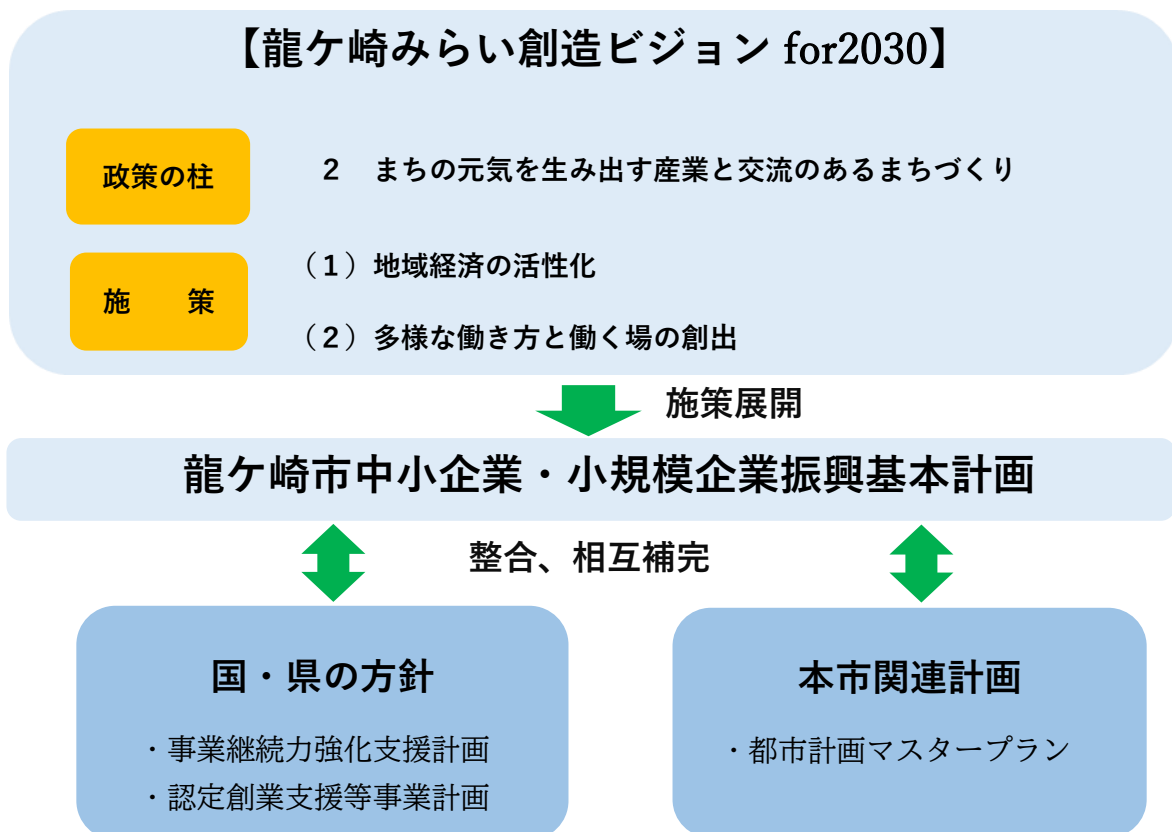 【龍ケ崎みらい創造ビジョン for2030】
政策の柱
２　まちの元気を生み出す産業と交流のあるまちづくり
施　　策
（１）地域経済の活性化
（２）多様な働き方と働く場の創出
施策展開
龍ケ崎市中小企業・小規模企業振興基本計画
整合、相互補完
国・県の方針
・事業継続力強化支援計画
・認定創業支援等事業計画
本市関連計画
・都市計画マスタープラン